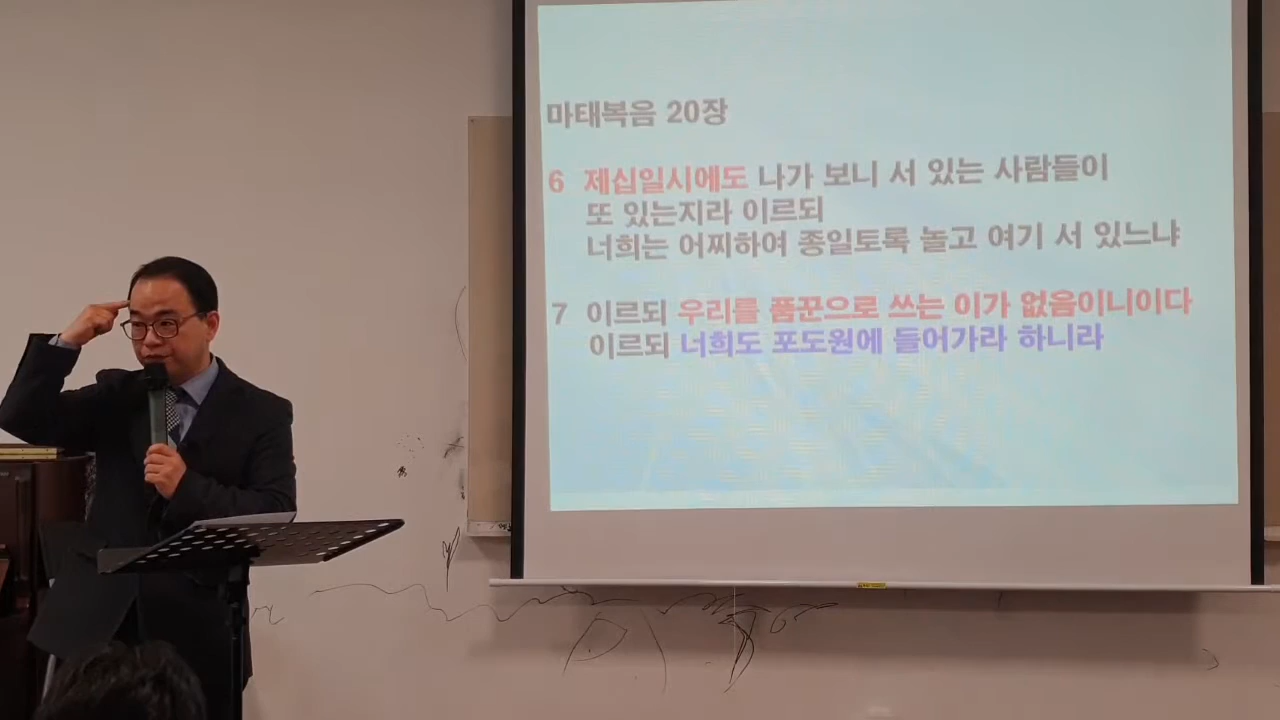 마태복음 20장
6 제십일시에도 나가 보니 서 있는 사람들이
또 있는지라 이르되
너희는 어찌하여 종일토록 놀고 여기 서 있느냐
7 이르되 우리를 품꾼으로 쓰는 이가 없음이니이다
이르되 너희도 포도원에 들어가라 하니라